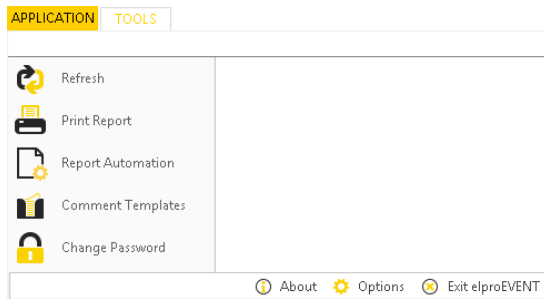 APPLICATION TOOLS
Refresh
Print Report
Report Automation
Comment Templates
Change Password
About Options Exit elproEVENT